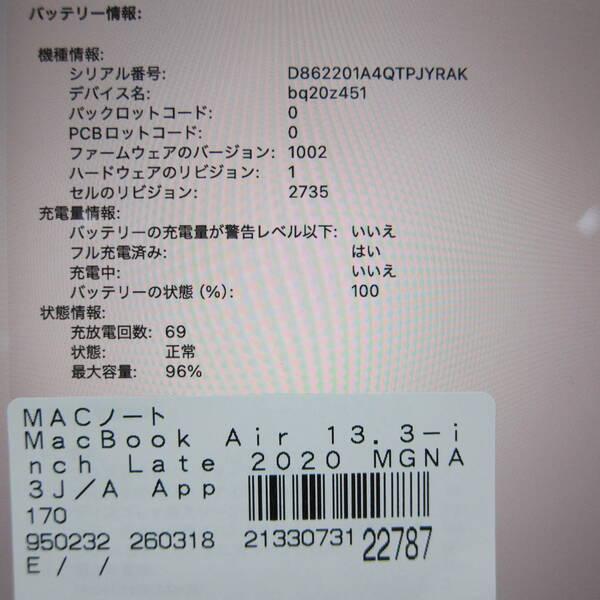 バッテリー情報:
機種情報:
シリアル番号: D862201A4QTPJYRAK
デバイス名: bq20z451
パックロットコード: 0
PCBロットコード: 0
ファームウェアのバージョン: 1002
ハードウェアのリビジョン: 1
セルのリビジョン: 2735
充電量情報:
バッテリーの充電量が警告レベル以下: いいえ
フル充電済み: はい
充電中: いいえ
バッテリーの状態 (%): 100
状態情報:
充放電回数: 69
状態: 正常
最大容量: 96%
MACノート
MacBook Air 13.3-i
nch Late 2020 MGNA
3J/A App
170
950232 260318 21330731 22787
E / /